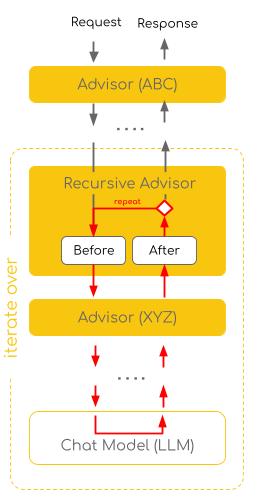 Request Response
Advisor (ABC)
....
Recursive Advisor
repeat
Before After
iterate over
Advisor (XYZ)
....
Chat Model (LLM)